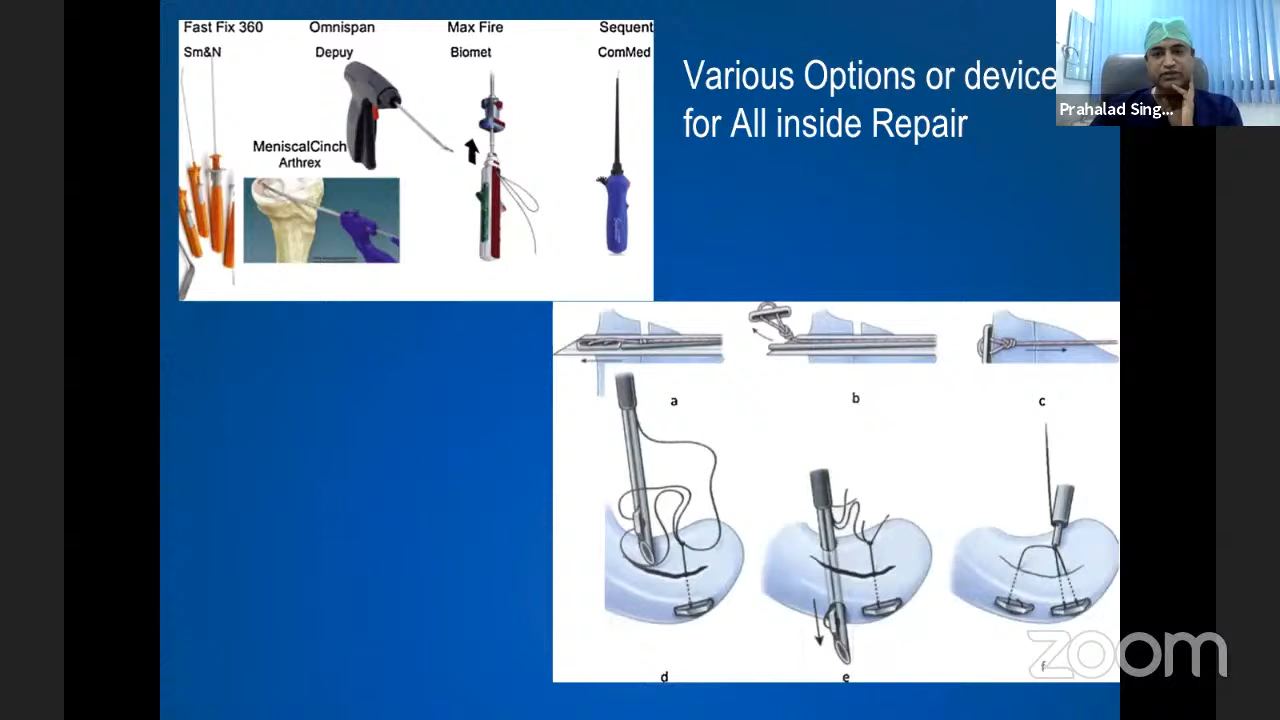 Fast Fix 360 Omnispan Max Fire Sequent
Sm&N Depuy Biomet ComMed
MeniscalCinch
Arthrex
Various Options or device
for All inside Repair
Prahalad Sing...
a b c
d e f
zoom